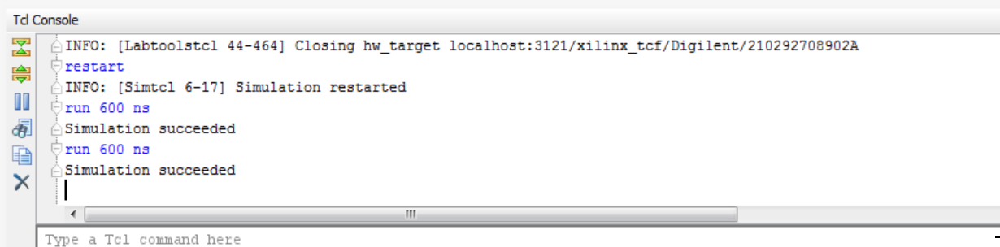 Tcl Console
INFO: [Labtoolstcl 44-464] Closing hw_target localhost:3121/xilinx_tcf/Digilent/210292708902A
restart
INFO: [Simtcl 6-17] Simulation restarted
run 600 ns
Simulation succeeded
run 600 ns
Simulation succeeded
Type a Tcl command here